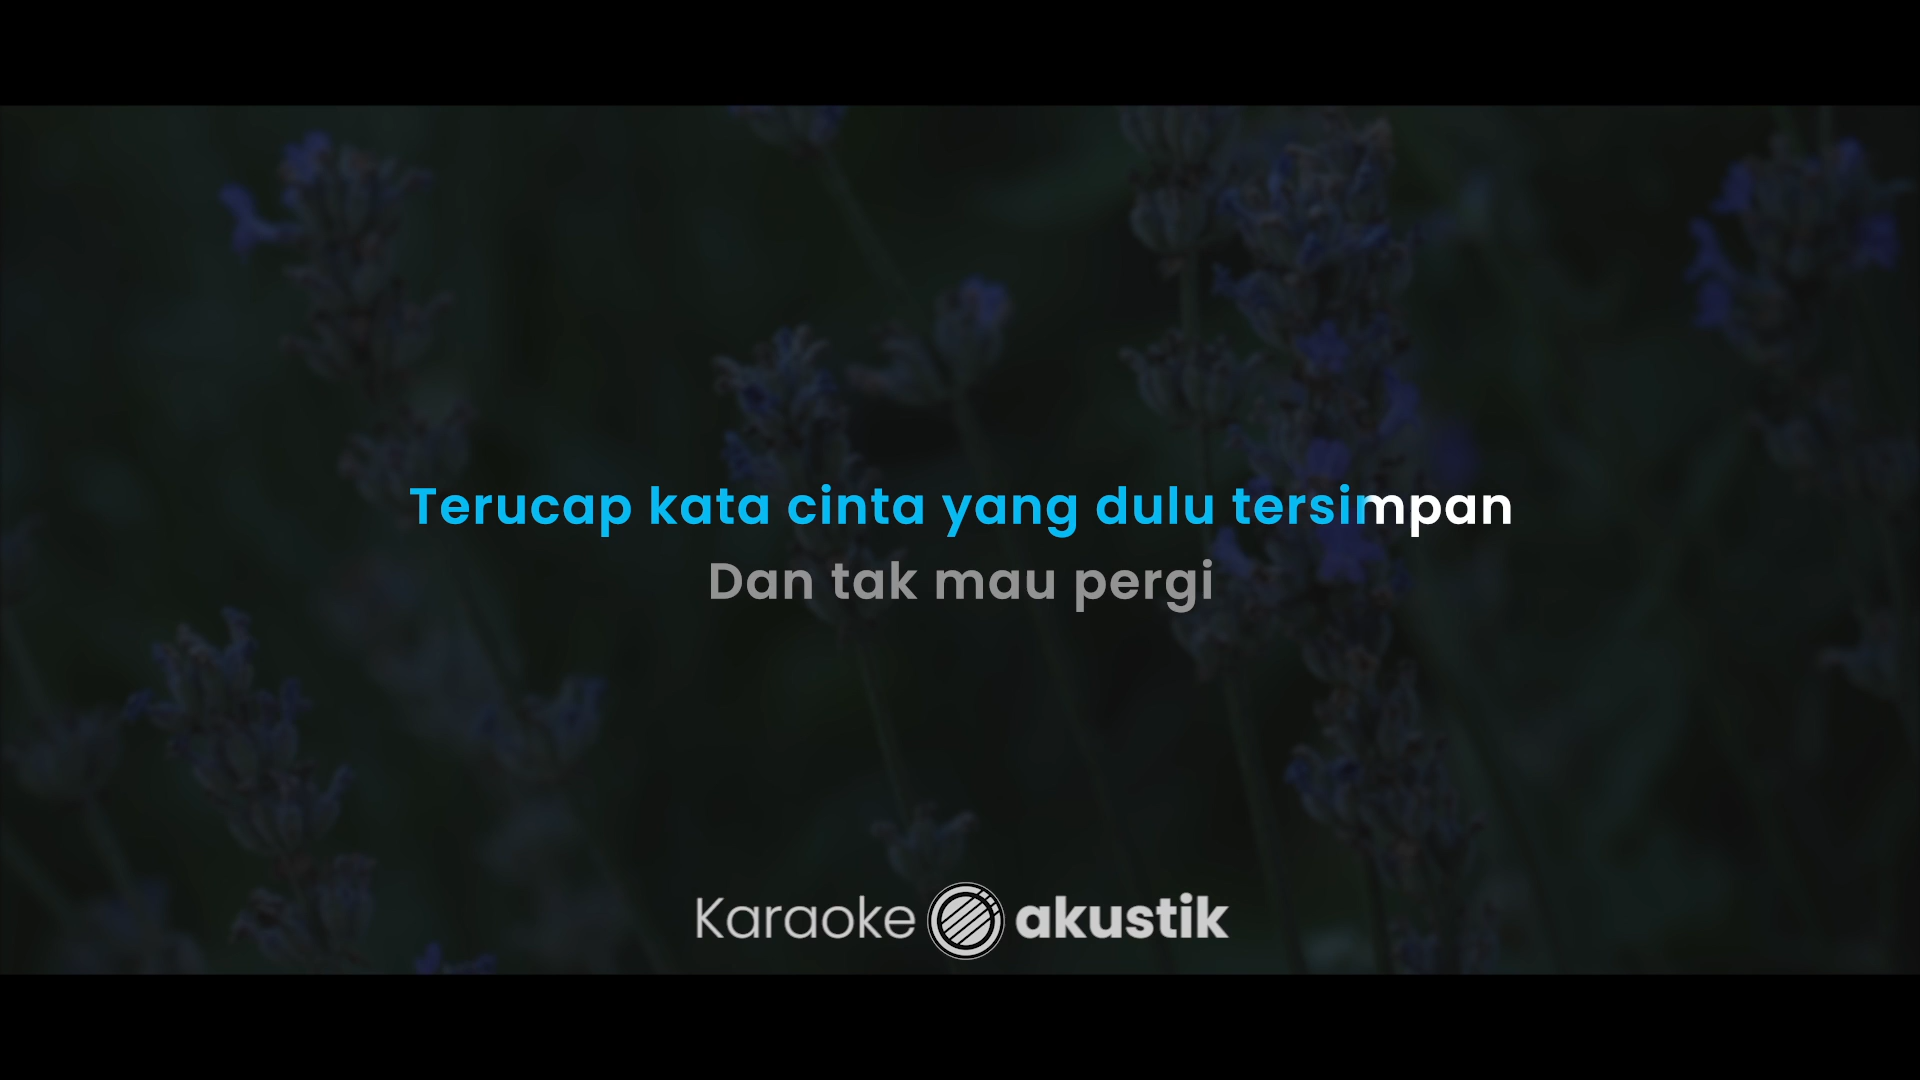 Terucap kata cinta yang dulu tersimpan
Dan tak mau pergi
Karaoke akustik